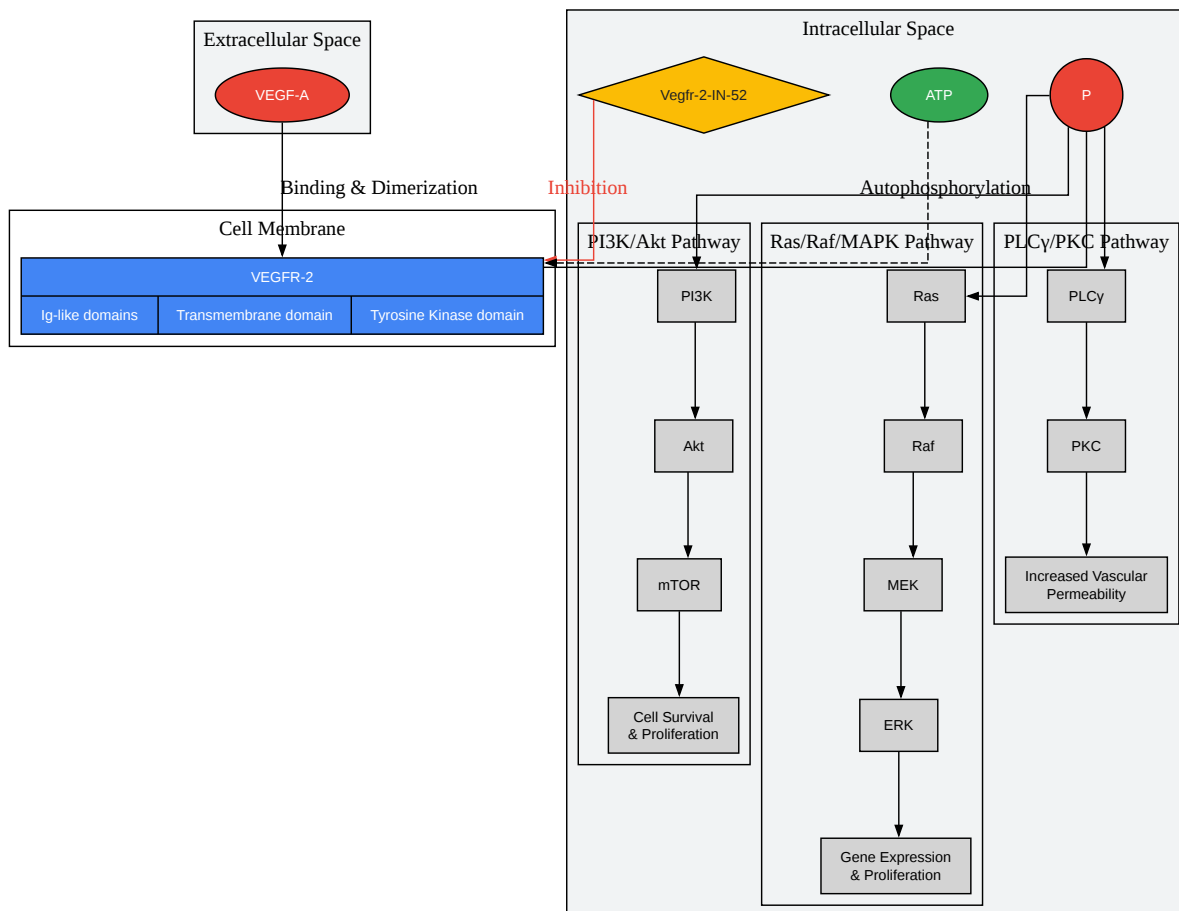 Extracellular Space
Intracellular Space
VEGF-A
Vegfr-2-IN-52
ATP
P
Binding & Dimerization
Inhibition
Autophosphorylation
Cell Membrane
PI3K/Akt Pathway
Ras/Raf/MAPK Pathway
PLCγ/PKC Pathway
VEGFR-2
Ig-like domains
Transmembrane domain
Tyrosine Kinase domain
PI3K
Ras
PLCγ
Akt
Raf
PKC
mTOR
MEK
Increased Vascular
Permeability
Cell Survival
& Proliferation
ERK
Gene Expression
& Proliferation